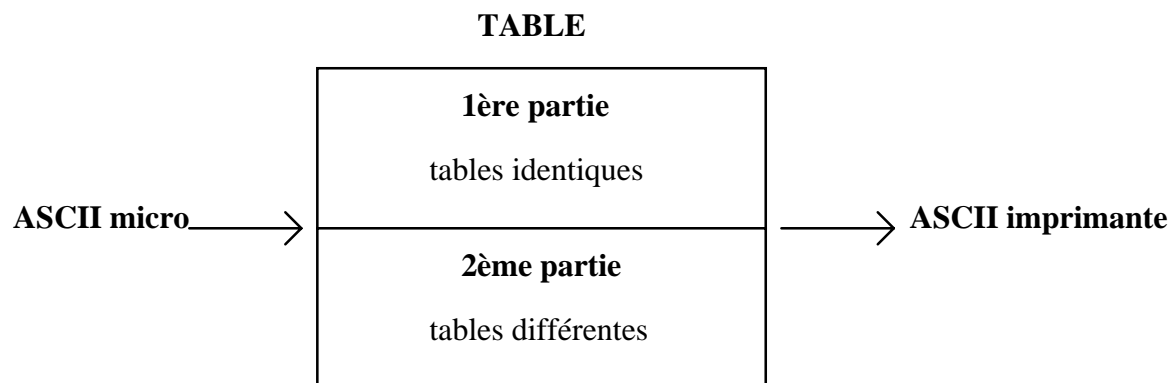 TABLE
1ère partie
tables identiques
ASCII micro
ASCII imprimante
2ème partie
tables différentes